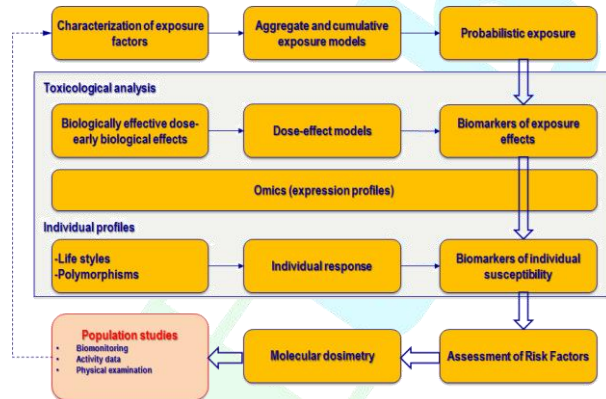 Characterization of exposure
factors
Aggregate and cumulative
exposure models
Probabilistic exposure
Toxicological analysis
Biologically effective dose-
early biological effects
Dose-effect models
Biomarkers of exposure
effects
Omics (expression profiles)
Individual profiles
-Life styles
-Polymorphisms
Individual response
Biomarkers of individual
susceptibility
Population studies
• Biomonitoring
• Activity data
• Physical examination
Molecular dosimetry
Assessment of Risk Factors